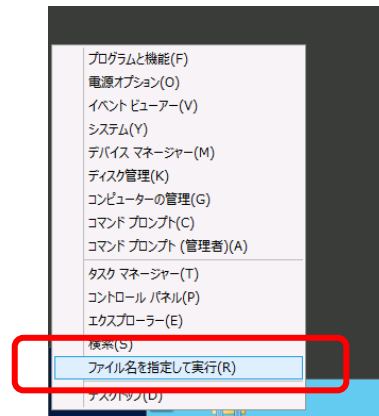 プログラムと機能(F)
電源オプション(O)
イベント ビューアー(V)
システム(Y)
デバイス マネージャー(M)
ディスク管理(K)
コンピューターの管理(G)
コマンド プロンプト(C)
コマンド プロンプト (管理者)(A)
タスク マネージャー(T)
コントロール パネル(P)
エクスプローラー(E)
検索(S)
ファイル名を指定して実行(R)
デスクトップ(D)